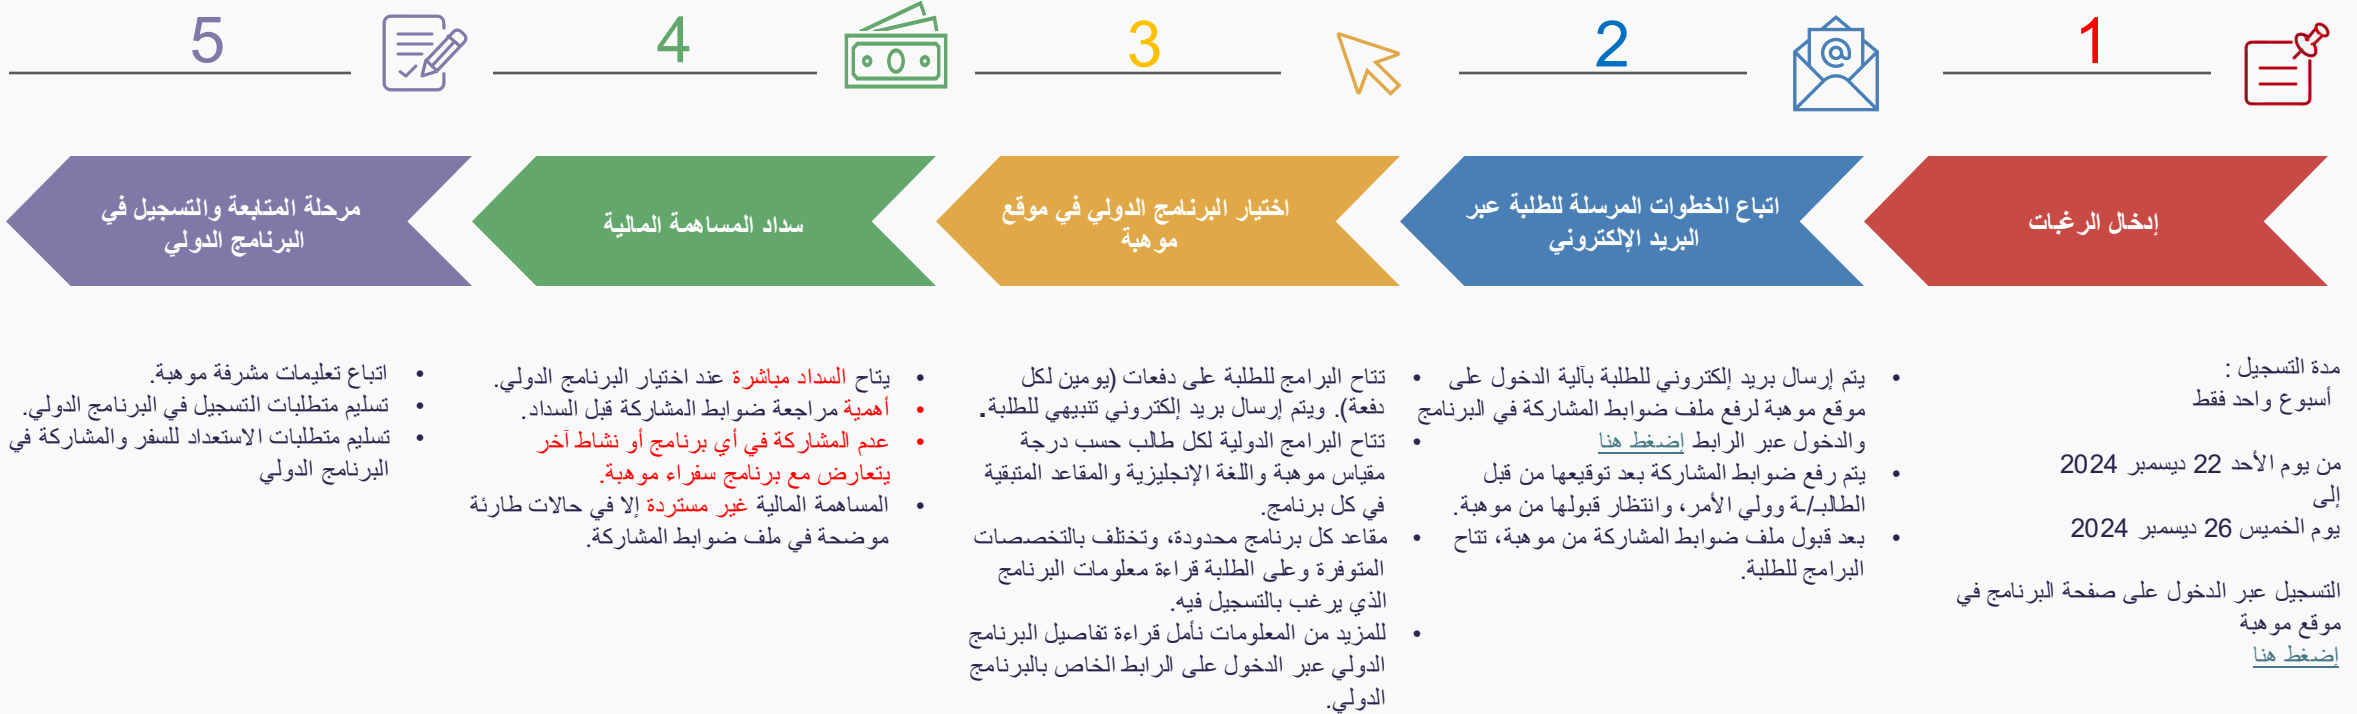 1
إدخال الرغبات
مدة التسجيل :
أسبوع واحد فقط
من يوم الأحد 22 ديسمبر 2024
إلى
يوم الخميس 26 ديسمبر 2024
التسجيل عبر الدخول على صفحة البرنامج في
موقع موهبة
إضغط هنا
2
@
اتباع الخطوات المرسلة للطلبة عبر
البريد الإلكتروني
• يتم إرسال بريد إلكتروني للطلبة بآلية الدخول على
موقع موهبة لرفع ملف ضوابط المشاركة في البرنامج
والدخول عبر الرابط إضغط هنا
• يتم رفع ضوابط المشاركة بعد توقيعها من قبل
الطالبـ/ـة وولي الأمر، وانتظار قبولها من موهبة.
• بعد قبول ملف ضوابط المشاركة من موهبة، تتاح
البرامج للطلبة.
3
اختيار البرنامج الدولي في موقع
موهبة
• تتاح البرامج للطلبة على دفعات (يومين لكل
دفعة). ويتم إرسال بريد إلكتروني تنبيهي للطلبة.
• تتاح البرامج الدولية لكل طالب حسب درجة
مقياس موهبة واللغة الإنجليزية والمقاعد المتبقية
في كل برنامج.
• مقاعد كل برنامج محدودة، وتختلف بالتخصصات
المتوفرة وعلى الطلبة قراءة معلومات البرنامج
الذي يرغب بالتسجيل فيه.
• للمزيد من المعلومات نأمل قراءة تفاصيل البرنامج
الدولي عبر الدخول على الرابط الخاص بالبرنامج
الدولي.
4
سداد المساهمة المالية
• يتاح السداد مباشرة عند اختيار البرنامج الدولي.
• أهمية مراجعة ضوابط المشاركة قبل السداد.
• عدم المشاركة في أي برنامج أو نشاط آخر
يتعارض مع برنامج سفراء موهبة.
• المساهمة المالية غير مستردة إلا في حالات طارئة
موضحة في ملف ضوابط المشاركة.
5
مرحلة المتابعة والتسجيل في
البرنامج الدولي
• اتباع تعليمات مشرفة موهبة.
• تسليم متطلبات التسجيل في البرنامج الدولي.
• تسليم متطلبات الاستعداد للسفر والمشاركة في
البرنامج الدولي